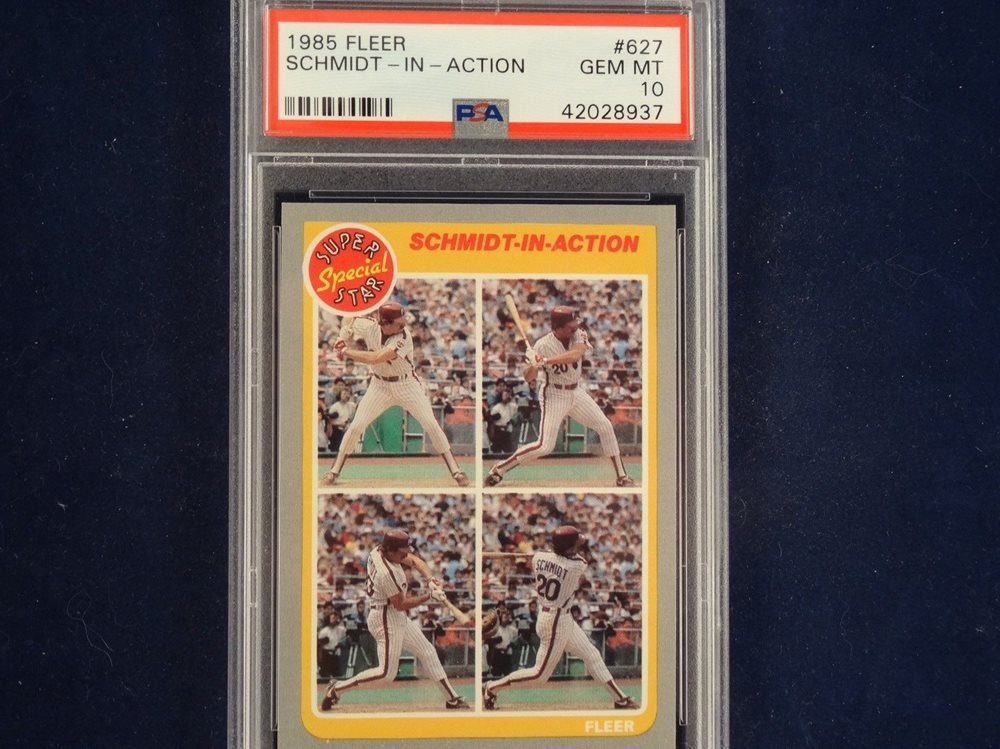 1985 FLEER #627
SCHMIDT-IN-ACTION GEM MT
10
PSA 42028937
SUPER
Special
STAR
SCHMIDT-IN-ACTION
20
SCHMIDT
20
FLEER